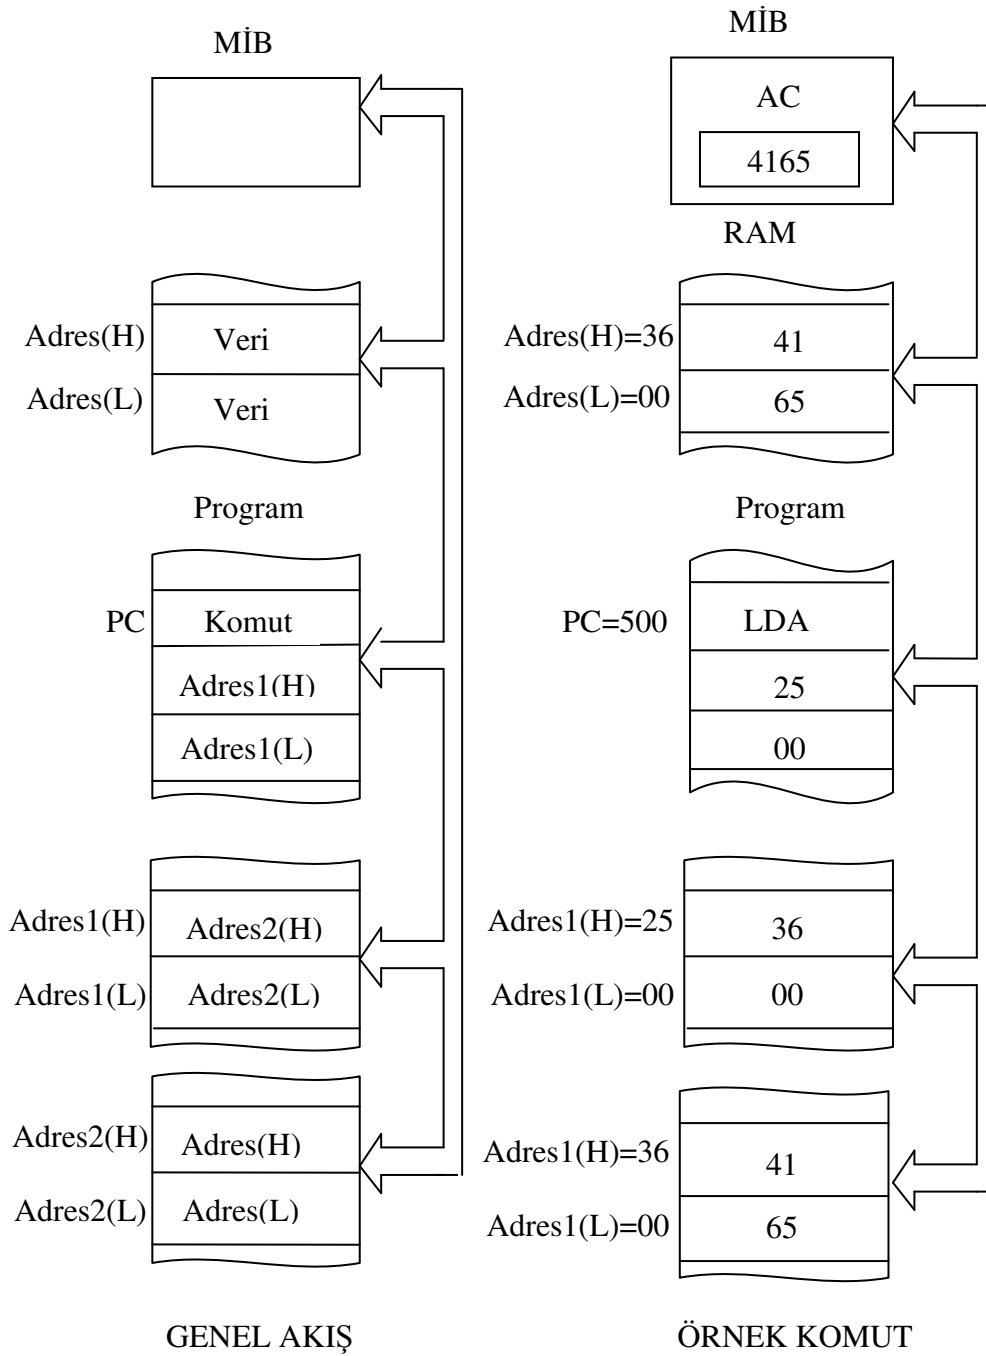 MİB
Adres(H)
Veri
Adres(L)
Veri
Program
PC
Komut
Adres1(H)
Adres1(L)
Adres1(H)
Adres2(H)
Adres1(L)
Adres2(L)
Adres2(H)
Adres(H)
Adres2(L)
Adres(L)
GENEL AKIŞ
MİB
AC
4165
RAM
Adres(H)=36
41
Adres(L)=00
65
Program
PC=500
LDA
25
00
Adres1(H)=25
36
Adres1(L)=00
00
Adres1(H)=36
41
Adres1(L)=00
65
ÖRNEK KOMUT